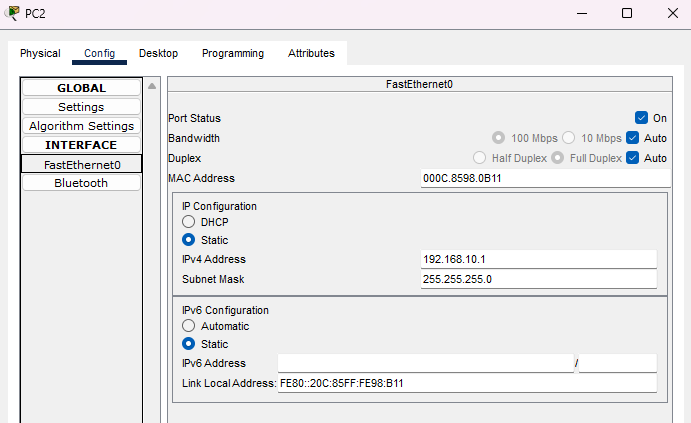 PC2
Physical Config Desktop Programming Attributes
GLOBAL
Settings
Algorithm Settings
INTERFACE
FastEthernet0
Bluetooth
FastEthernet0
Port Status On
Bandwidth 100 Mbps 10 Mbps Auto
Duplex Half Duplex Full Duplex Auto
MAC Address 000C.8598.0B11
IP Configuration
DHCP
Static
IPv4 Address 192.168.10.1
Subnet Mask 255.255.255.0
IPv6 Configuration
Automatic
Static
IPv6 Address /
Link Local Address: FE80::20C:85FF:FE98:B11